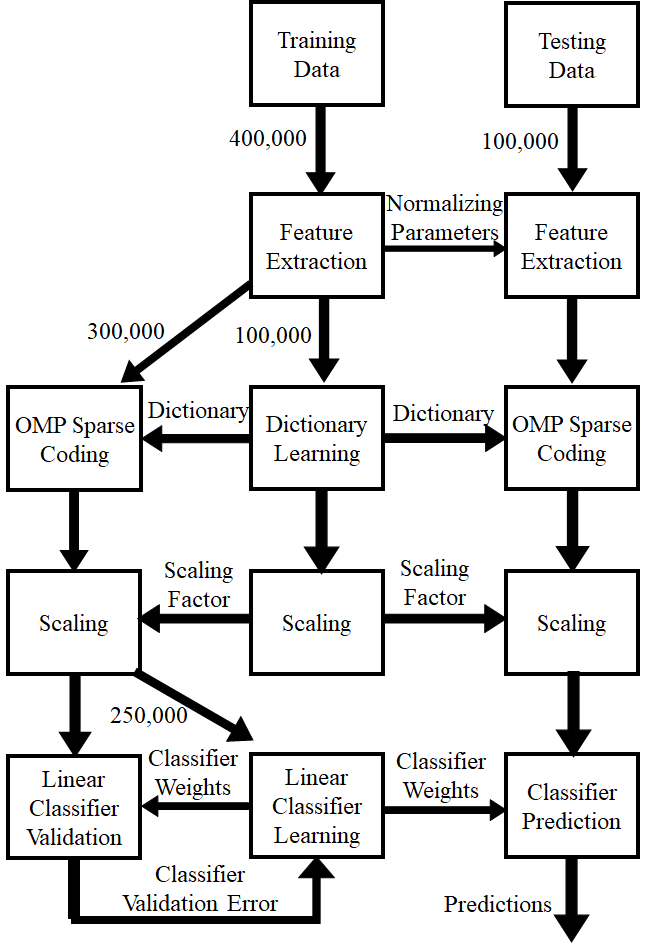 Training
Data
Testing
Data
400,000
100,000
Feature
Extraction
Normalizing
Parameters
Feature
Extraction
300,000
100,000
OMP Sparse
Coding
Dictionary
Dictionary
Learning
Dictionary
OMP Sparse
Coding
Scaling
Scaling
Factor
Scaling
Scaling
Factor
Scaling
250,000
Linear
Classifier
Validation
Classifier
Weights
Linear
Classifier
Learning
Classifier
Weights
Classifier
Prediction
Classifier
Validation Error
Predictions